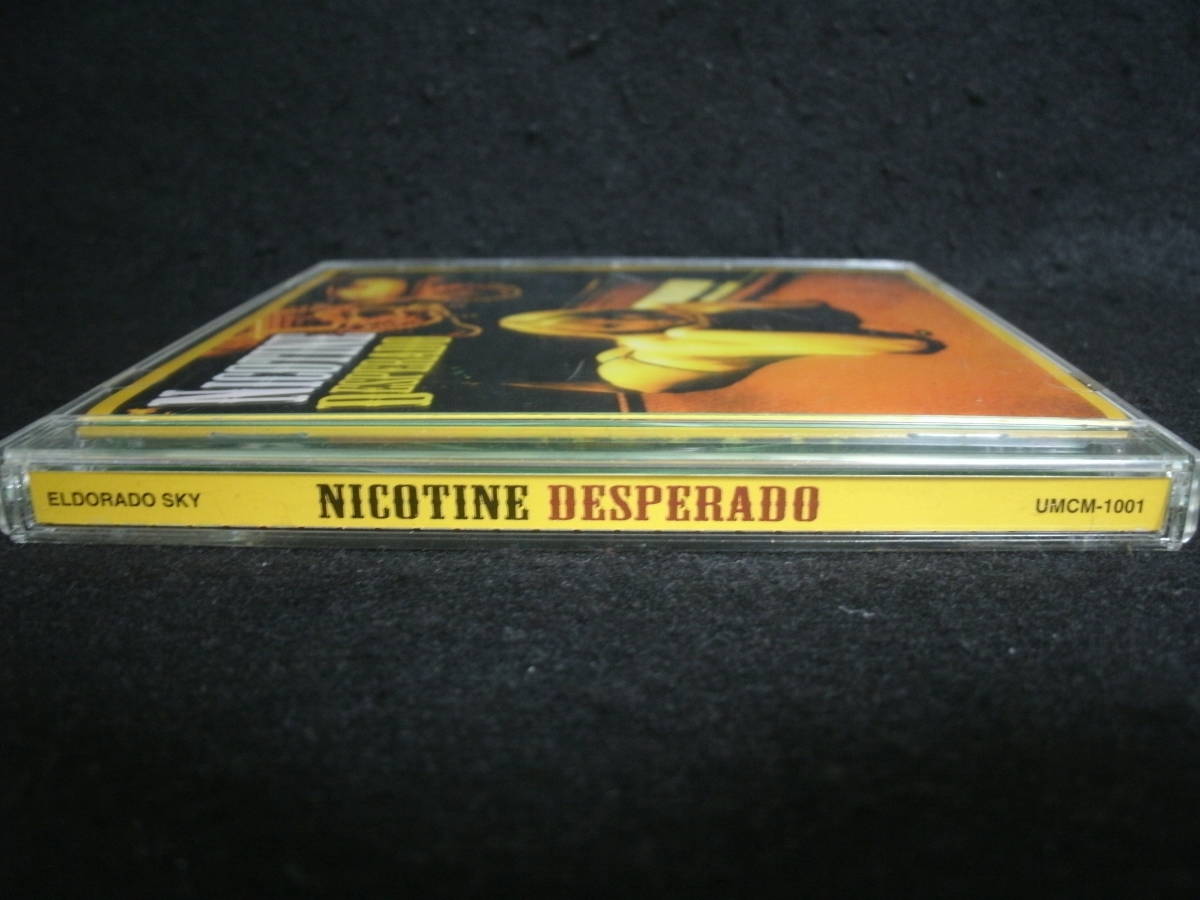 NICOTINE
DESPERADO
ELDORADO SKY NICOTINE DESPERADO UMCM-1001